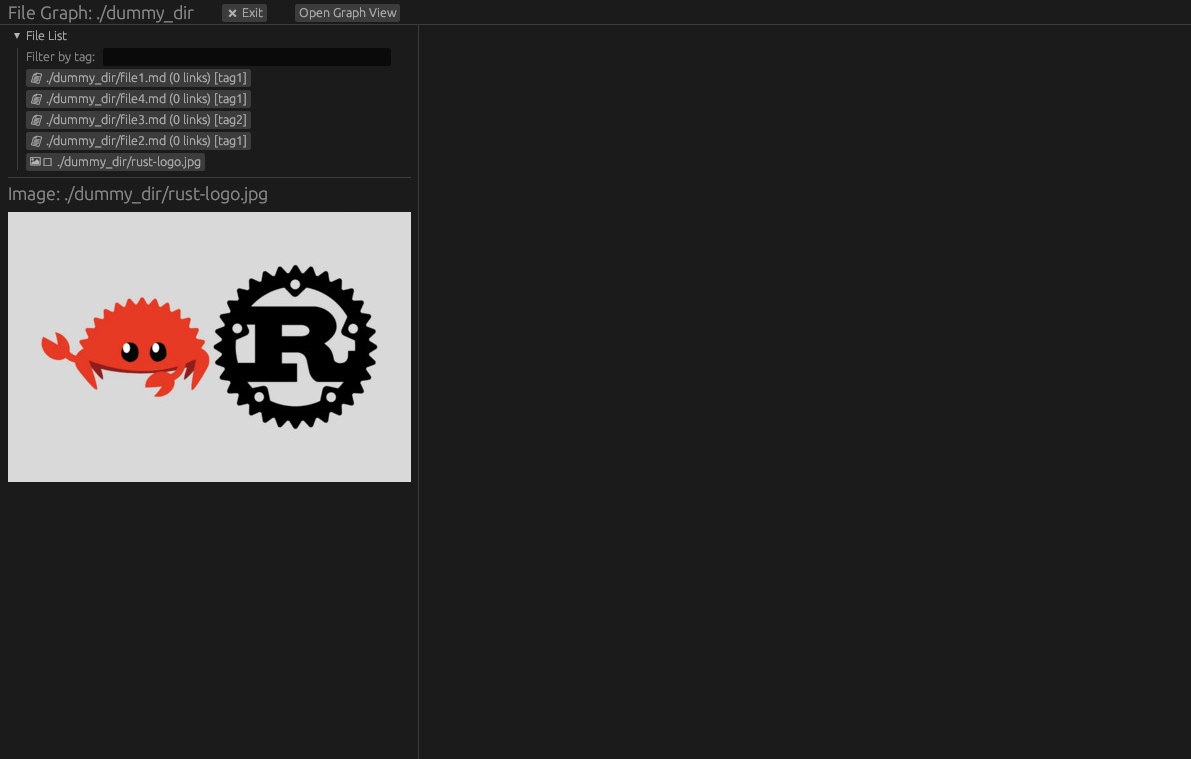 File Graph: ./dummy_dir
Exit
Open Graph View
File List
Filter by tag:
./dummy_dir/file1.md (0 links) [tag1]
./dummy_dir/file4.md (0 links) [tag1]
./dummy_dir/file3.md (0 links) [tag2]
./dummy_dir/file2.md (0 links) [tag1]
./dummy_dir/rust-logo.jpg
Image: ./dummy_dir/rust-logo.jpg
R